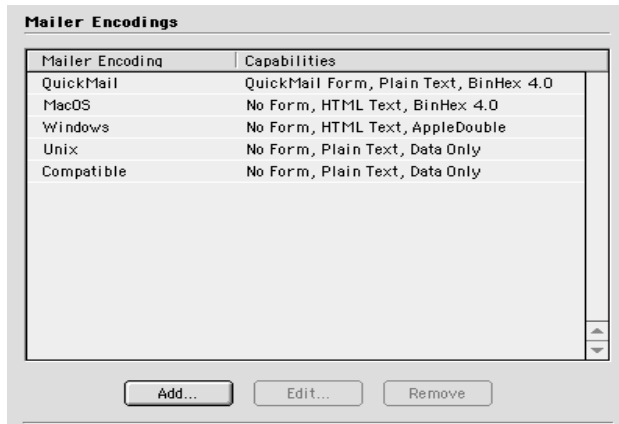 Mailer Encodings
Mailer Encoding Capabilities
QuickMail QuickMail Form, Plain Text, BinHex 4.0
MacOS No Form, HTML Text, BinHex 4.0
Windows No Form, HTML Text, AppleDouble
Unix No Form, Plain Text, Data Only
Compatible No Form, Plain Text, Data Only
Add... Edit... Remove